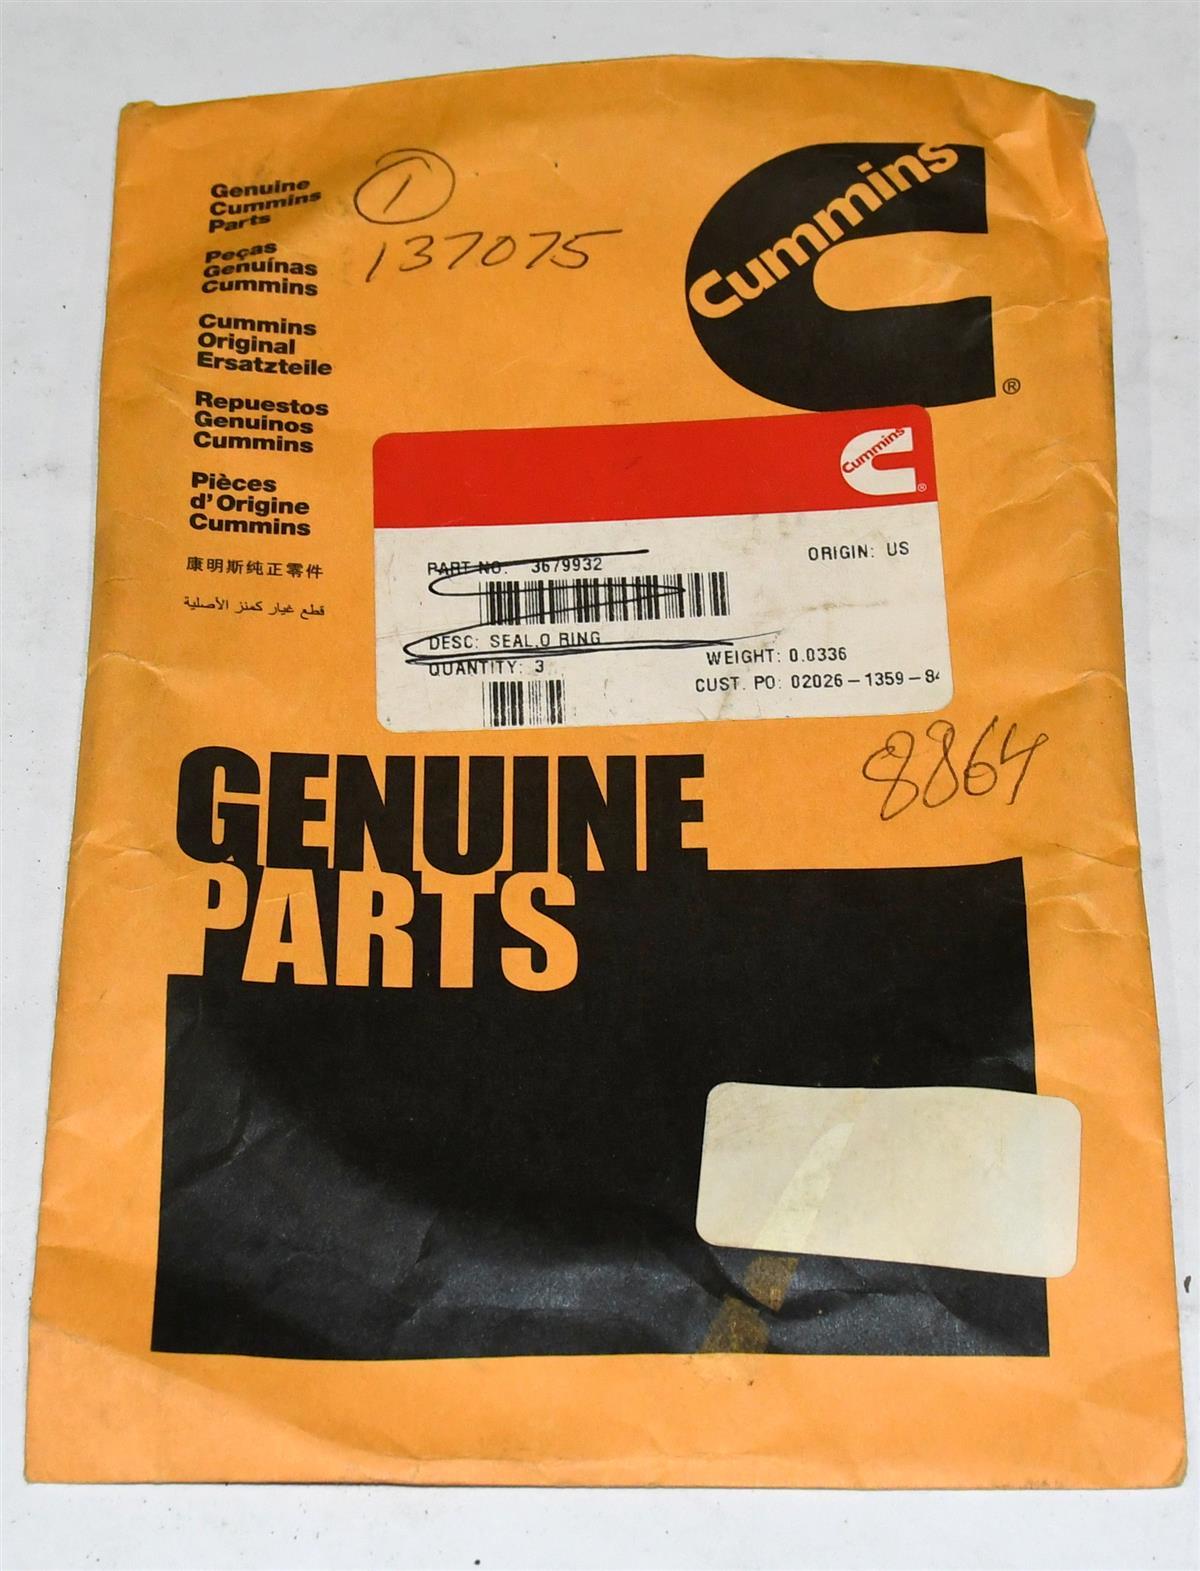 Genuine
Cummins
Parts
Peças
Genuínas
Cummins
Cummins
Original
Ersatzteile
Repuestos
Genuinos
Cummins
Pièces
d'Origine
Cummins
康明斯纯正零件
قطع غيار كمنز الأصلية
1
137075
Cummins
®
Cummins
®
PART NO: 3679932
ORIGIN: US
DESC: SEAL,O RING
QUANTITY: 3
WEIGHT: 0.0336
CUST. PO: 02026-1359-84
8864
GENUINE
PARTS